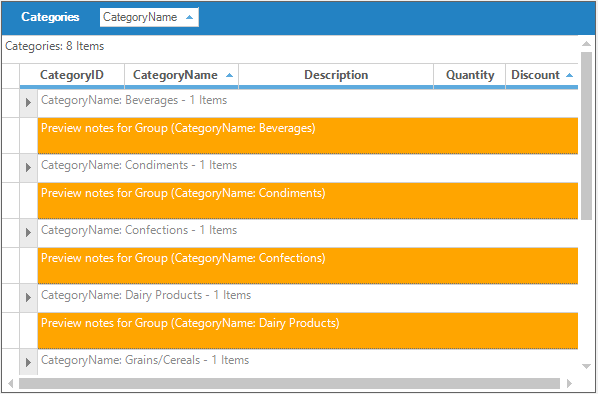 Categories CategoryName
Categories: 8 Items
CategoryID CategoryName Description Quantity Discount
CategoryName: Beverages - 1 Items
Preview notes for Group (CategoryName: Beverages)
CategoryName: Condiments - 1 Items
Preview notes for Group (CategoryName: Condiments)
CategoryName: Confections - 1 Items
Preview notes for Group (CategoryName: Confections)
CategoryName: Dairy Products - 1 Items
Preview notes for Group (CategoryName: Dairy Products)
CategoryName: Grains/Cereals - 1 Items